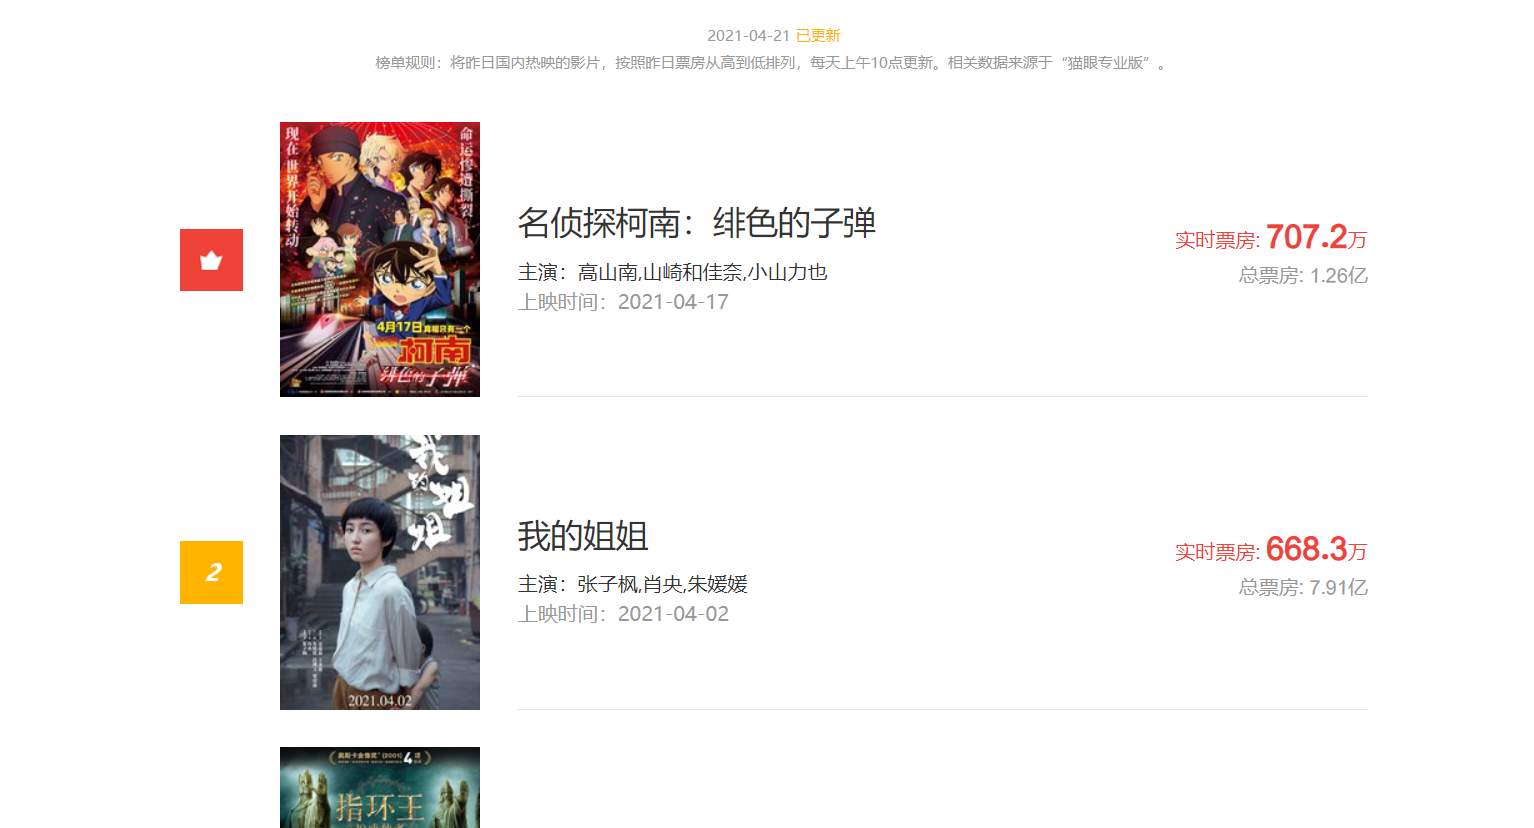 2021-04-21 已更新
榜单规则：将昨日国内热映的影片，按照昨日票房从高到低排列，每天上午10点更新。相关数据来源于“猫眼专业版”。
现在 世界开始转动
命运惨遭撕裂
4月17日真相只有一个
柯南
绯色的子弹
名侦探柯南：绯色的子弹
主演：高山南,山崎和佳奈,小山力也
上映时间：2021-04-17
实时票房: 707.2万
总票房: 1.26亿
2
我的姐姐
2021.04.02
我的姐姐
主演：张子枫,肖央,朱媛媛
上映时间：2021-04-02
实时票房: 668.3万
总票房: 7.91亿
奥斯卡金像奖 (2001) 4项
指环王